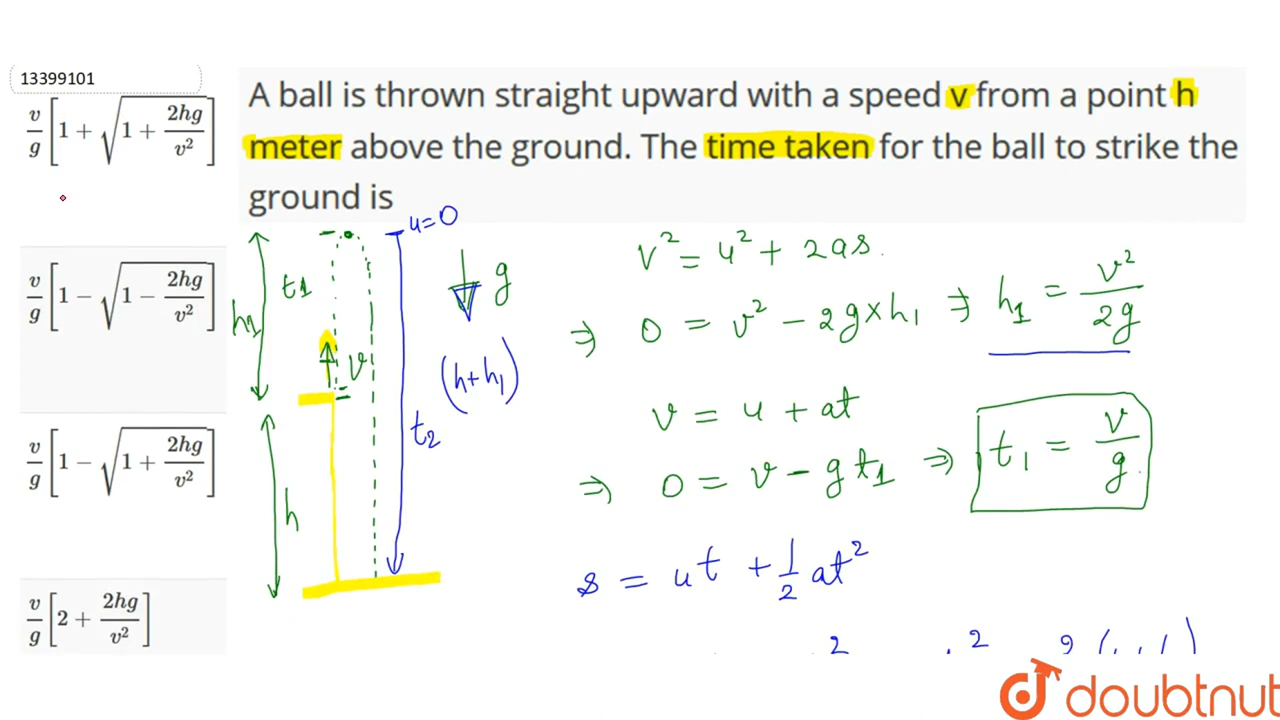 13399101
A ball is thrown straight upward with a speed v from a point h
meter above the ground. The time taken for the ball to strike the
ground is
v/g [1 + √(1 + 2hg/v²)]
v/g [1 − √(1 − 2hg/v²)]
v/g [1 − √(1 + 2hg/v²)]
v/g [2 + 2hg/v²]
u=0
t1
h1
v
g
(h+h1)
t2
h
v² = u² + 2as
⇒ 0 = v² − 2g×h1 ⇒ h1 = v²/2g
v = u + at
⇒ 0 = v − gt1 ⇒ t1 = v/g
s = ut + 1/2 at²
doubtnut